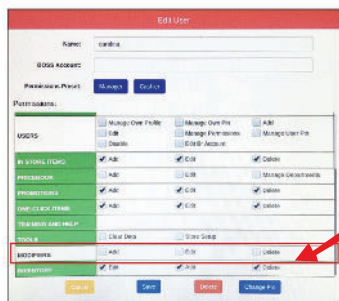 Edit User
Name: carolina
BOSS Account:
Permissions Preset: Manager Cashier
Permissions:
Manage Own Profile Manage Own Pin Add
USERS Edit Manage Permissions Manage User Pin
Disable Edit Account
IN STORE ITEMS Add Edit Delete
PRICEBOOK Add Edit Manage Departments
PROMOTIONS Add Edit Delete
ONE-CLICK ITEMS Add Edit Delete
TRAINING AND HELP
TOOLS Clear Data Store Setup
MODIFIERS Add Edit Delete
INVENTORY Edit Add Delete
Cancel Save Delete Change Pin